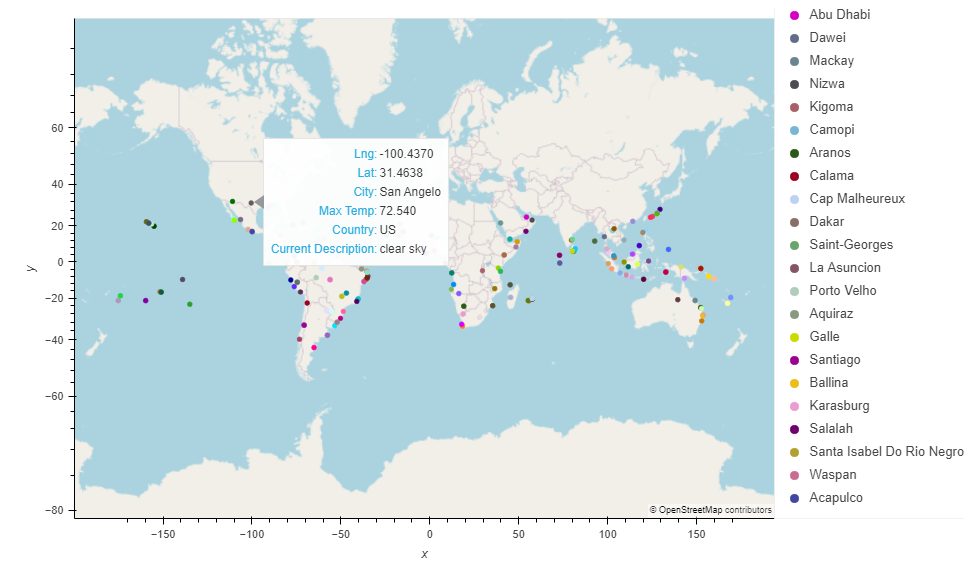 Abu Dhabi
Dawei
Mackay
Nizwa
Kigoma
Camopi
Aranos
Calama
Cap Malheureux
Dakar
Saint-Georges
La Asuncion
Porto Velho
Aquiraz
Galle
Santiago
Ballina
Karasburg
Salalah
Santa Isabel Do Rio Negro
Waspan
Acapulco
Lng: -100.4370
Lat: 31.4638
City: San Angelo
Max Temp: 72.540
Country: US
Current Description: clear sky
60
40
20
0
−20
−40
−60
−80
y
© OpenStreetMap contributors
−150
−100
−50
0
50
100
150
x